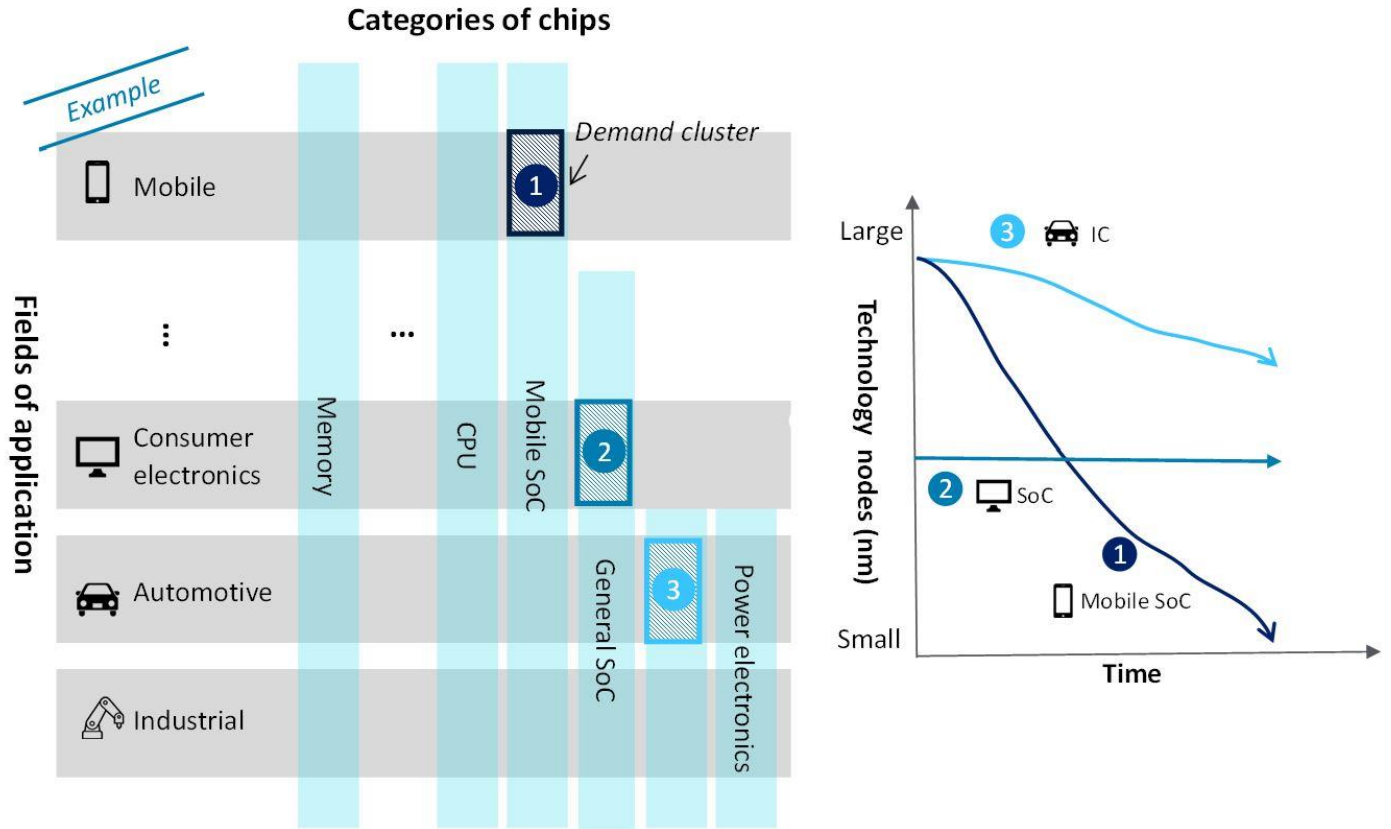 Categories of chips
Example
Demand cluster
1
Mobile
...
...
Fields of application
Memory
CPU
Mobile SoC
Consumer
electronics
2
Automotive
General SoC
3
Power electronics
Industrial
Large
3
IC
Technology nodes (nm)
2
SoC
1
Mobile SoC
Small
Time